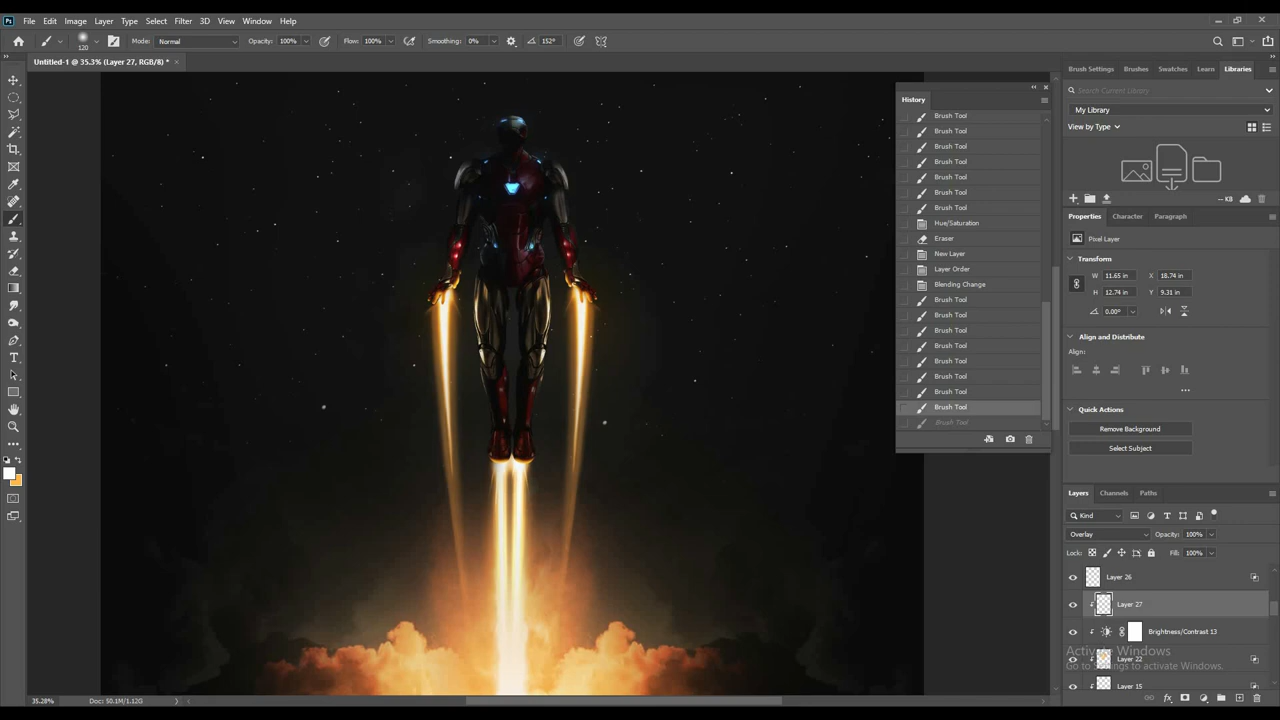 Ps File Edit Image Layer Type Select Filter 3D View Window Help
120 Mode: Normal Opacity: 100% Flow: 100% Smoothing: 0% 152°
Untitled-1 @ 35.3% (Layer 27, RGB/8) * ×
Brush Settings Brushes Swatches Learn Libraries
Search Current Library
My Library
View by Type
-- KB
History
Brush Tool
Brush Tool
Brush Tool
Brush Tool
Brush Tool
Brush Tool
Brush Tool
Hue/Saturation
Eraser
New Layer
Layer Order
Blending Change
Brush Tool
Brush Tool
Brush Tool
Brush Tool
Brush Tool
Brush Tool
Brush Tool
Brush Tool
Brush Tool
Properties Character Paragraph
Pixel Layer
Transform
W 11.65 in X 18.74 in
H 12.74 in Y 9.31 in
0.00°
Align and Distribute
Align:
Quick Actions
Remove Background
Select Subject
Layers Channels Paths
Kind
Overlay Opacity: 100%
Lock: Fill: 100%
Layer 26
Layer 27
Brightness/Contrast 13
Layer 22
Layer 15
Activate Windows
Go to Settings to activate Windows.
35.28% Doc: 50.1M/1.12G